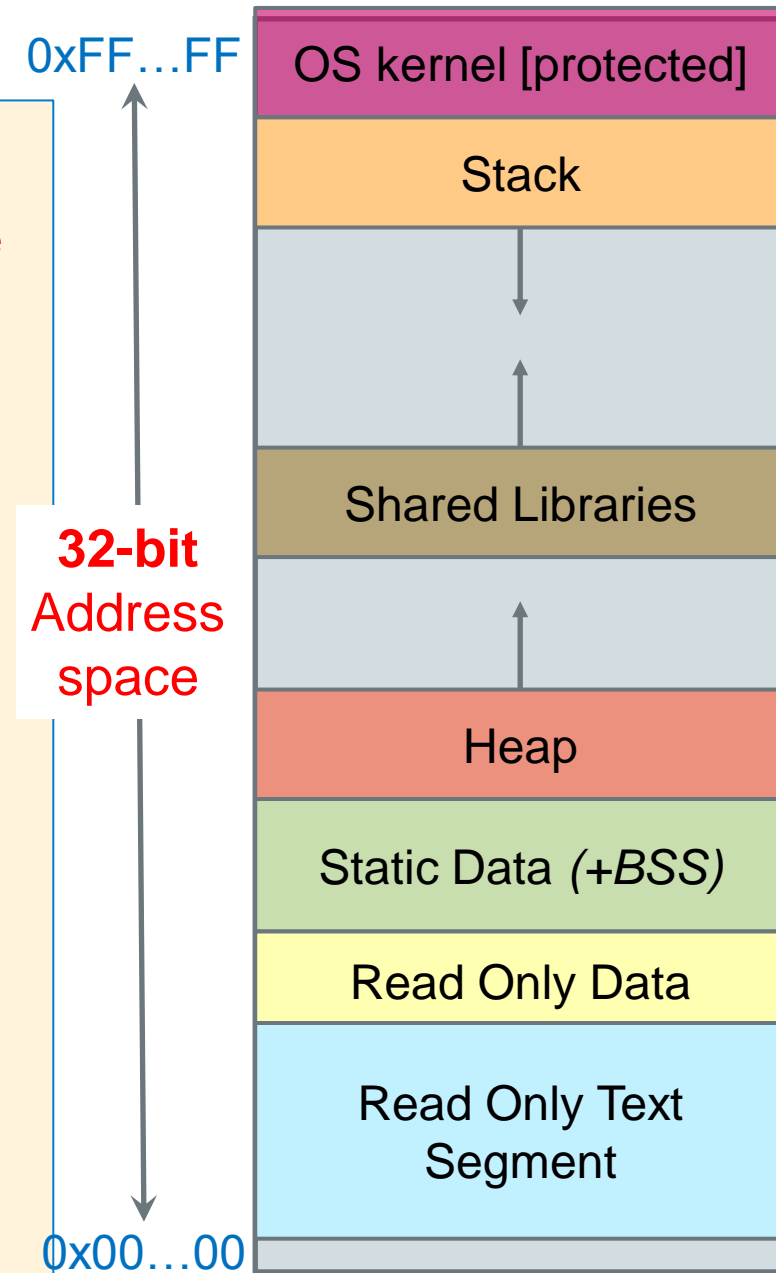 0xFF…FF
OS kernel [protected]
Stack
Shared Libraries
32-bit
Address
space
Heap
Static Data (+BSS)
Read Only Data
Read Only Text
Segment
0x00…00